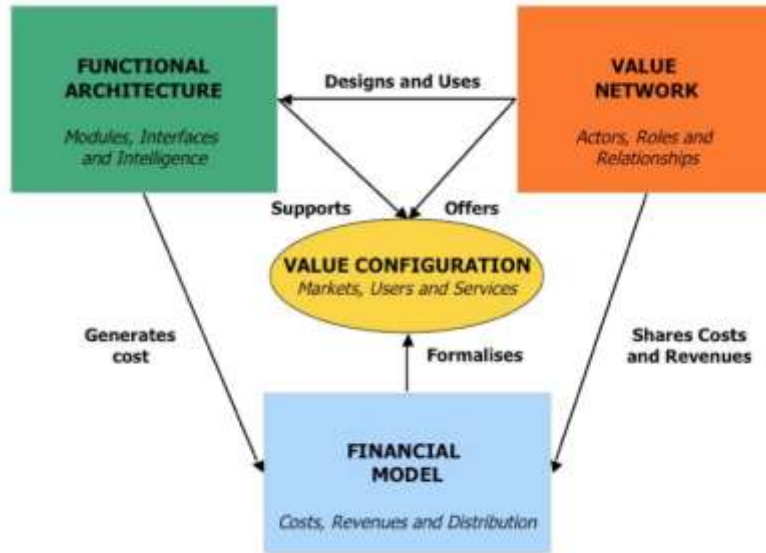 FUNCTIONAL
ARCHITECTURE
Modules, Interfaces
and Intelligence
Designs and Uses
VALUE
NETWORK
Actors, Roles and
Relationships
Supports
Offers
VALUE CONFIGURATION
Markets, Users and Services
Generates
cost
Formalises
Shares Costs
and Revenues
FINANCIAL
MODEL
Costs, Revenues and Distribution